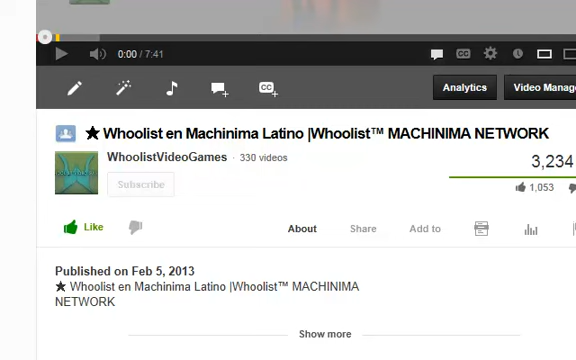 0:00 / 7:41
Analytics
Video Manag
★ Whoolist en Machinima Latino |Whoolist™ MACHINIMA NETWORK
WhoolistVideoGames · 330 videos
Subscribe
3,234
1,053
Like
About
Share
Add to
Published on Feb 5, 2013
★ Whoolist en Machinima Latino |Whoolist™ MACHINIMA
NETWORK
Show more